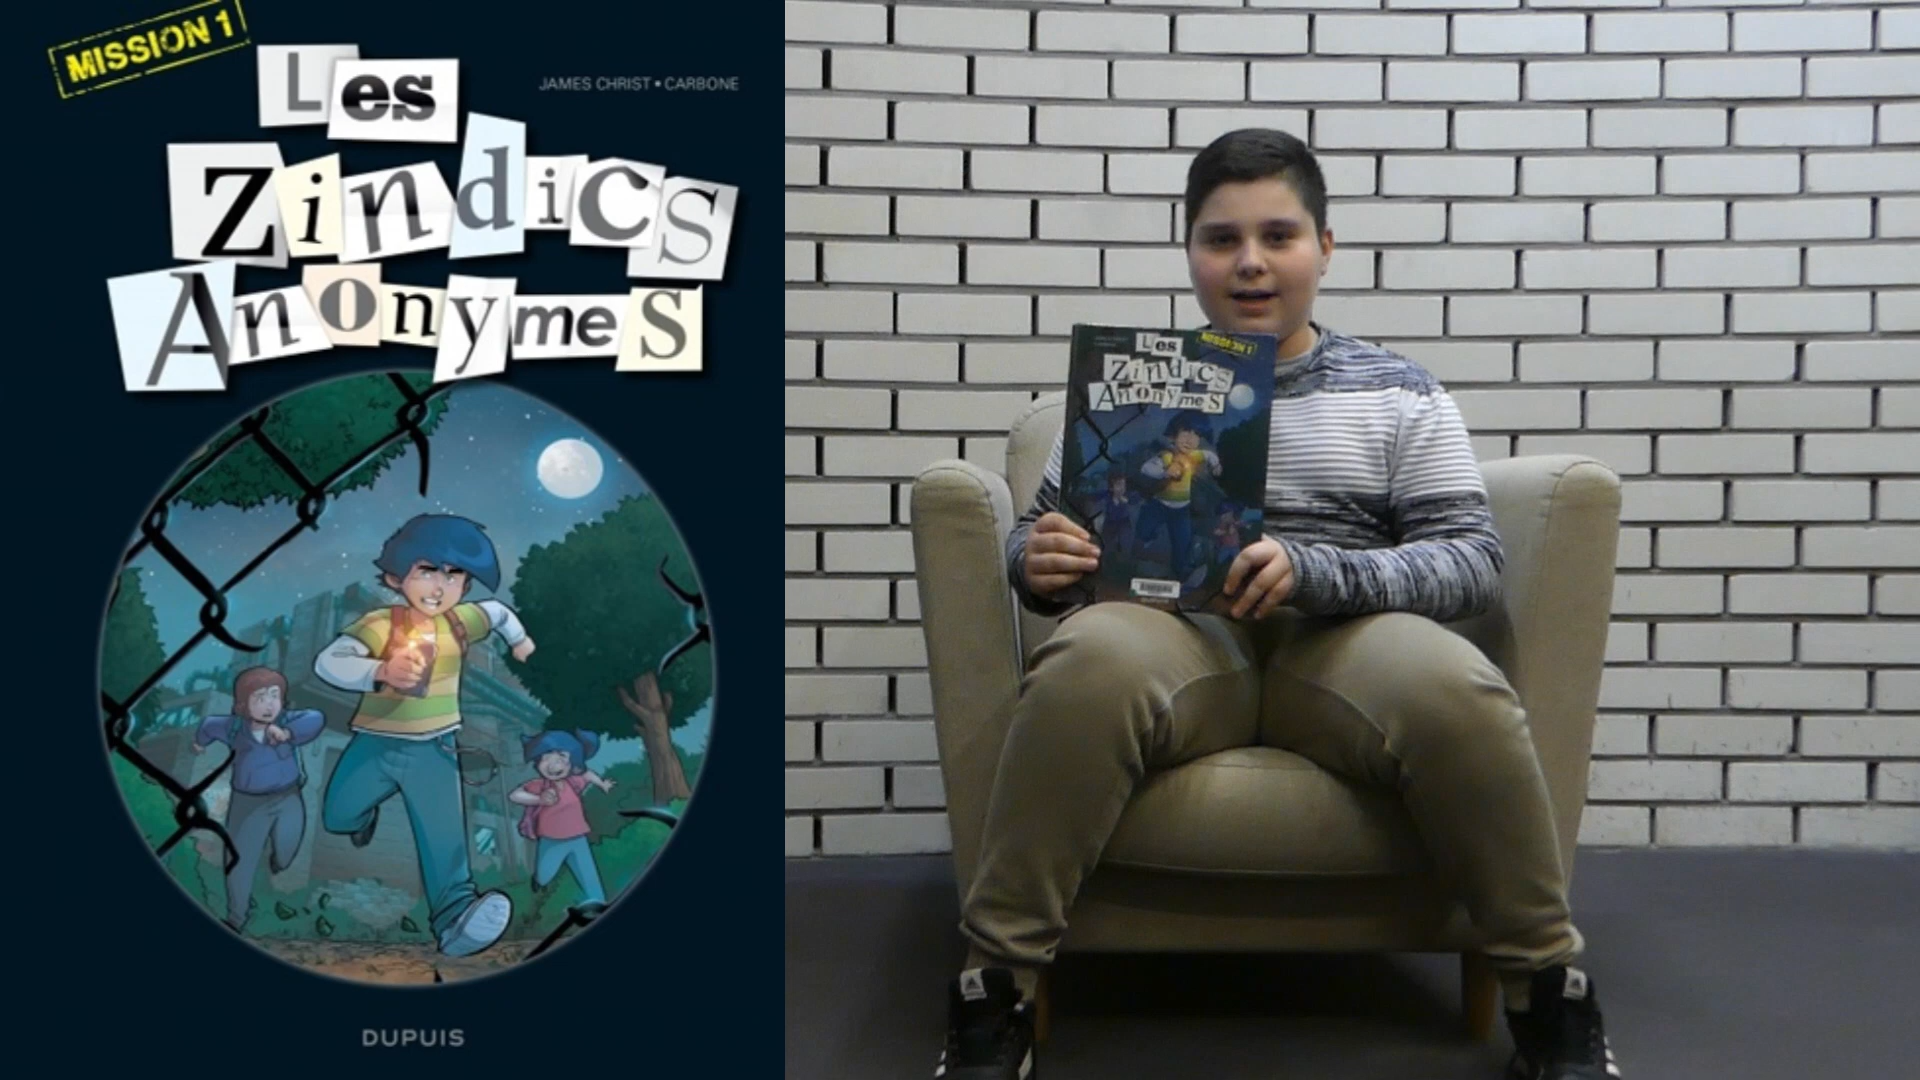 MISSION 1
Les
JAMES CHRIST • CARBONE
Zindics
AnonymeS
DUPUIS
Les
MISSION 1
Zindics
AnonymeS